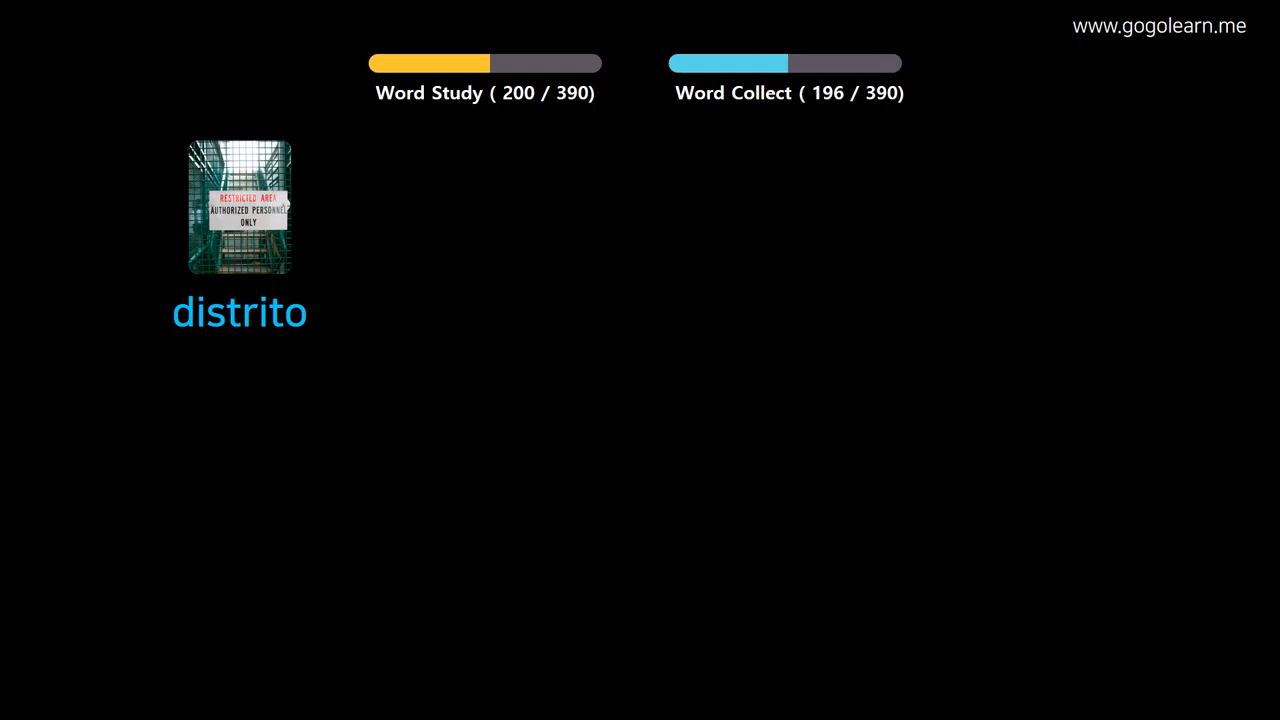 www.gogolearn.me
Word Study ( 200 / 390)
Word Collect ( 196 / 390)
RESTRICTED AREA
AUTHORIZED PERSONNEL
ONLY
distrito